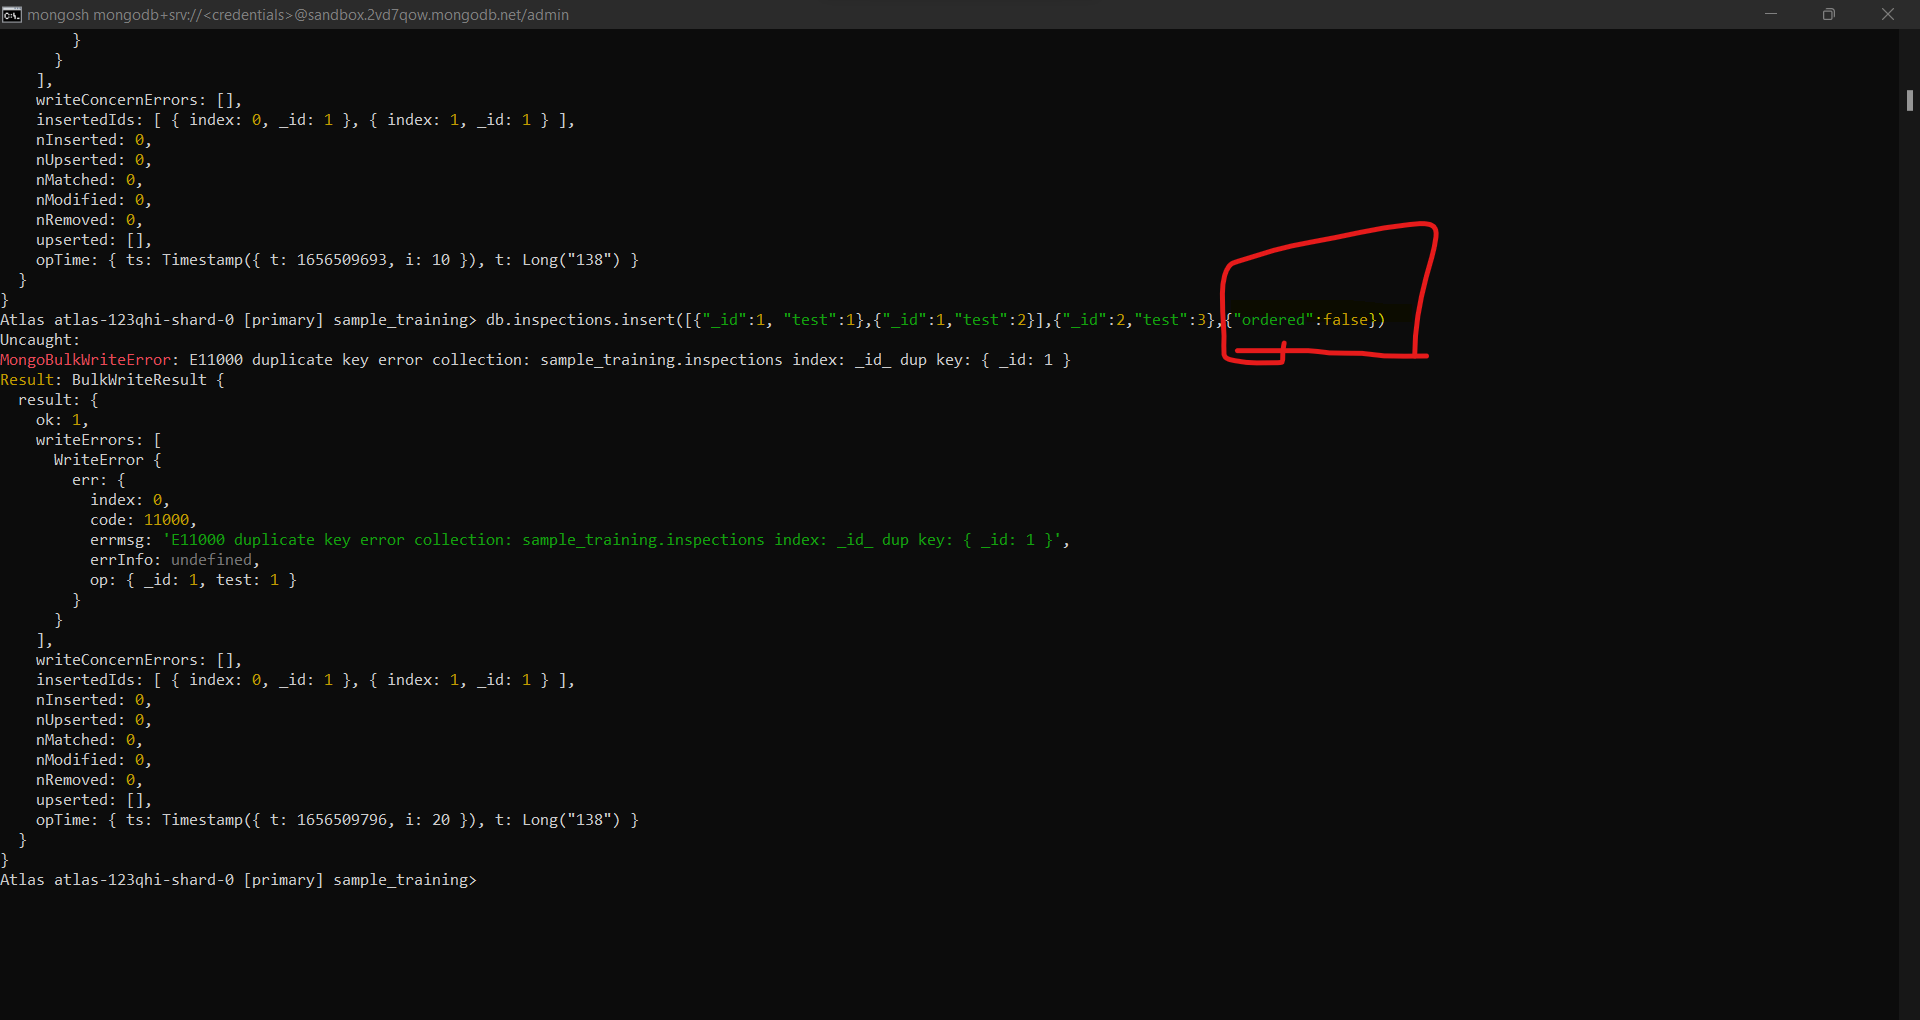 mongosh mongodb+srv://<credentials>@sandbox.2vd7qow.mongodb.net/admin
}
}
],
writeConcernErrors: [],
insertedIds: [ { index: 0, _id: 1 }, { index: 1, _id: 1 } ],
nInserted: 0,
nUpserted: 0,
nMatched: 0,
nModified: 0,
nRemoved: 0,
upserted: [],
opTime: { ts: Timestamp({ t: 1656509693, i: 10 }), t: Long("138") }
}
}
Atlas atlas-123qhi-shard-0 [primary] sample_training> db.inspections.insert([{"_id":1, "test":1},{"_id":1,"test":2}],{"_id":2,"test":3},{"ordered":false})
Uncaught:
MongoBulkWriteError: E11000 duplicate key error collection: sample_training.inspections index: _id_ dup key: { _id: 1 }
Result: BulkWriteResult {
result: {
ok: 1,
writeErrors: [
WriteError {
err: {
index: 0,
code: 11000,
errmsg: 'E11000 duplicate key error collection: sample_training.inspections index: _id_ dup key: { _id: 1 }',
errInfo: undefined,
op: { _id: 1, test: 1 }
}
}
],
writeConcernErrors: [],
insertedIds: [ { index: 0, _id: 1 }, { index: 1, _id: 1 } ],
nInserted: 0,
nUpserted: 0,
nMatched: 0,
nModified: 0,
nRemoved: 0,
upserted: [],
opTime: { ts: Timestamp({ t: 1656509796, i: 20 }), t: Long("138") }
}
}
Atlas atlas-123qhi-shard-0 [primary] sample_training>